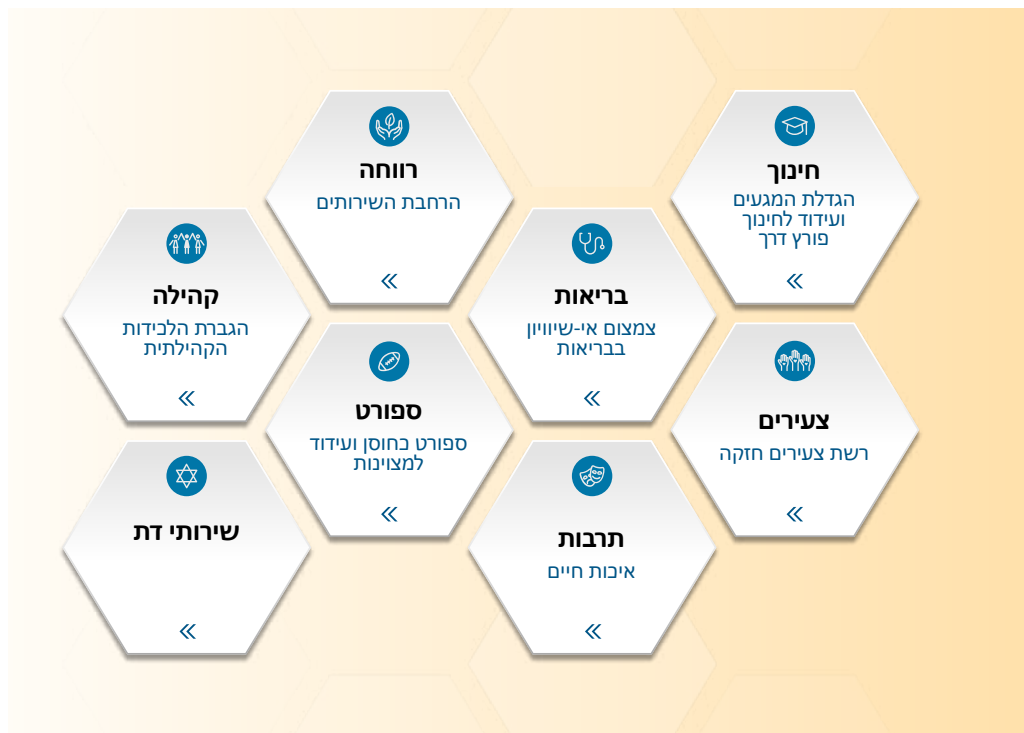 חינוך
הגדלת המגעים
ועידוד לחינוך
פורץ דרך
רווחה
הרחבת השירותים
בריאות
צמצום אי-שיוויון
בבריאות
קהילה
הגברת הלכידות
הקהילתית
צעירים
רשת צעירים חזקה
ספורט
ספורט בחוסן ועידוד
למצוינות
תרבות
איכות חיים
שירותי דת